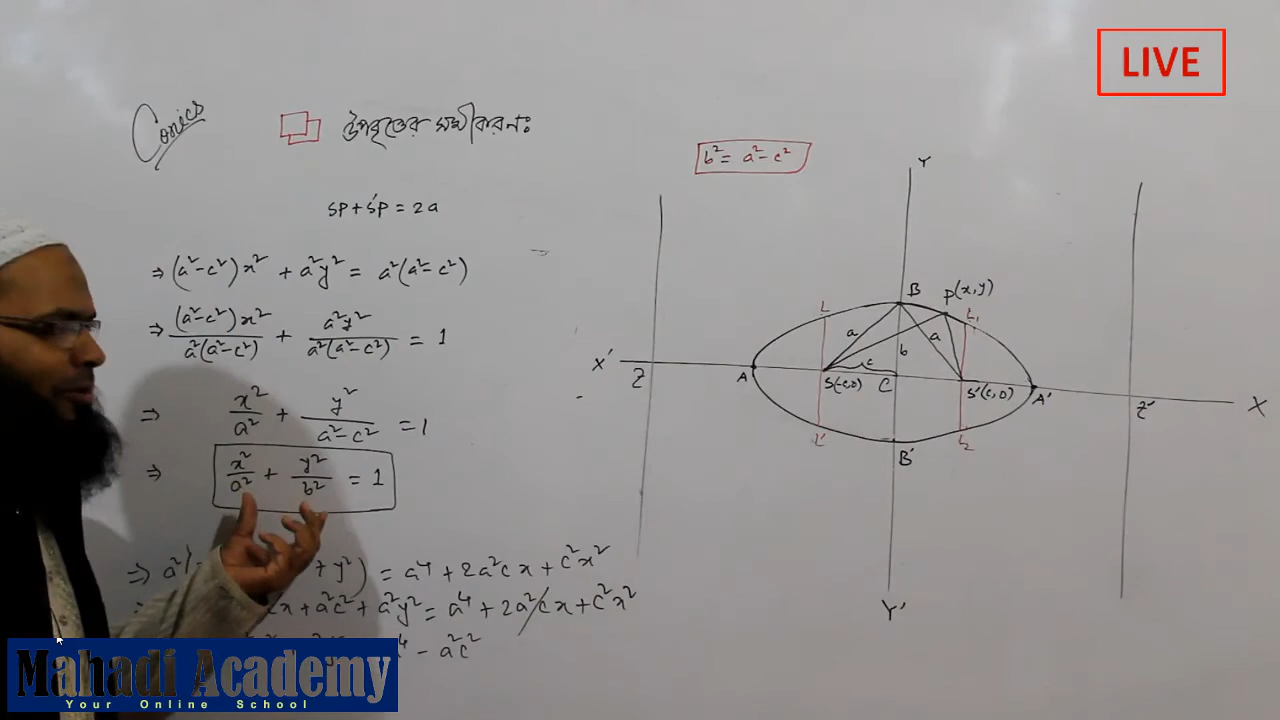 LIVE
Conics
উপবৃত্তের সমীকরণঃ
SP + S'P = 2a
⇒ (a²-c²)x² + a²y² = a²(a²-c²)
⇒ (a²-c²)x² / a²(a²-c²) + a²y² / a²(a²-c²) = 1
⇒ x²/a² + y²/(a²-c²) = 1
⇒ x²/a² + y²/b² = 1
+ y²) = a⁴ + 2a²cx + c²x²
cx + a²c² + a²y² = a⁴ + 2a²cx + c²x²
- a²c²
b² = a²-c²
Y
B P(x,y)
L L₁
a b a
c
X' Z A S(-c,0) C S'(c,0) A' Z' X
L' L₂
B'
Y'
Mahadi Academy
Your Online School